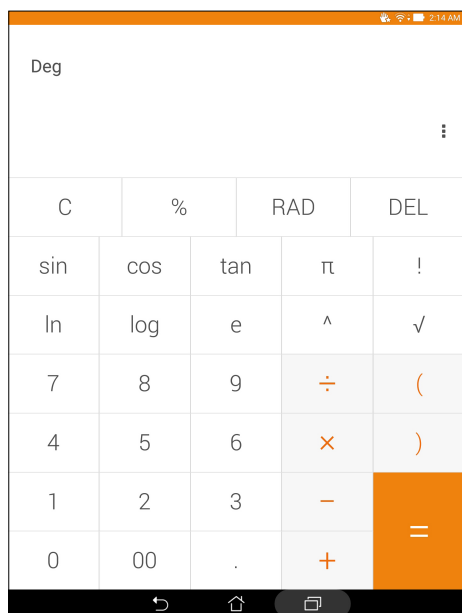 2:14 AM
Deg
C % RAD DEL
sin cos tan π !
ln log e ^ √
7 8 9 ÷ (
4 5 6 × )
1 2 3 − =
0 00 . +